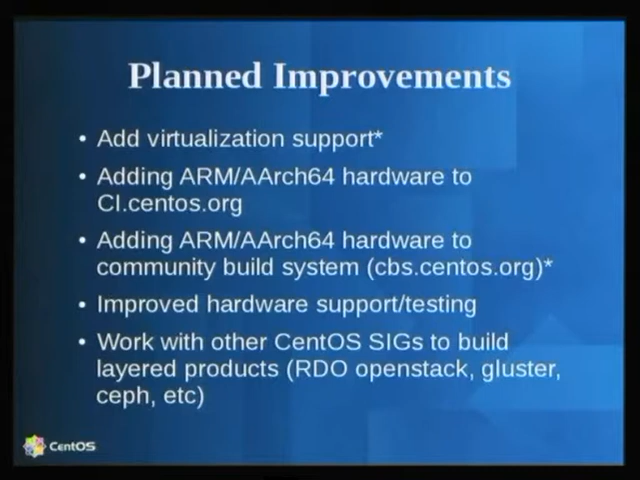 Planned Improvements
• Add virtualization support*
• Adding ARM/AArch64 hardware to
CI.centos.org
• Adding ARM/AArch64 hardware to
community build system (cbs.centos.org)*
• Improved hardware support/testing
• Work with other CentOS SIGs to build
layered products (RDO openstack, gluster,
ceph, etc)
CentOS